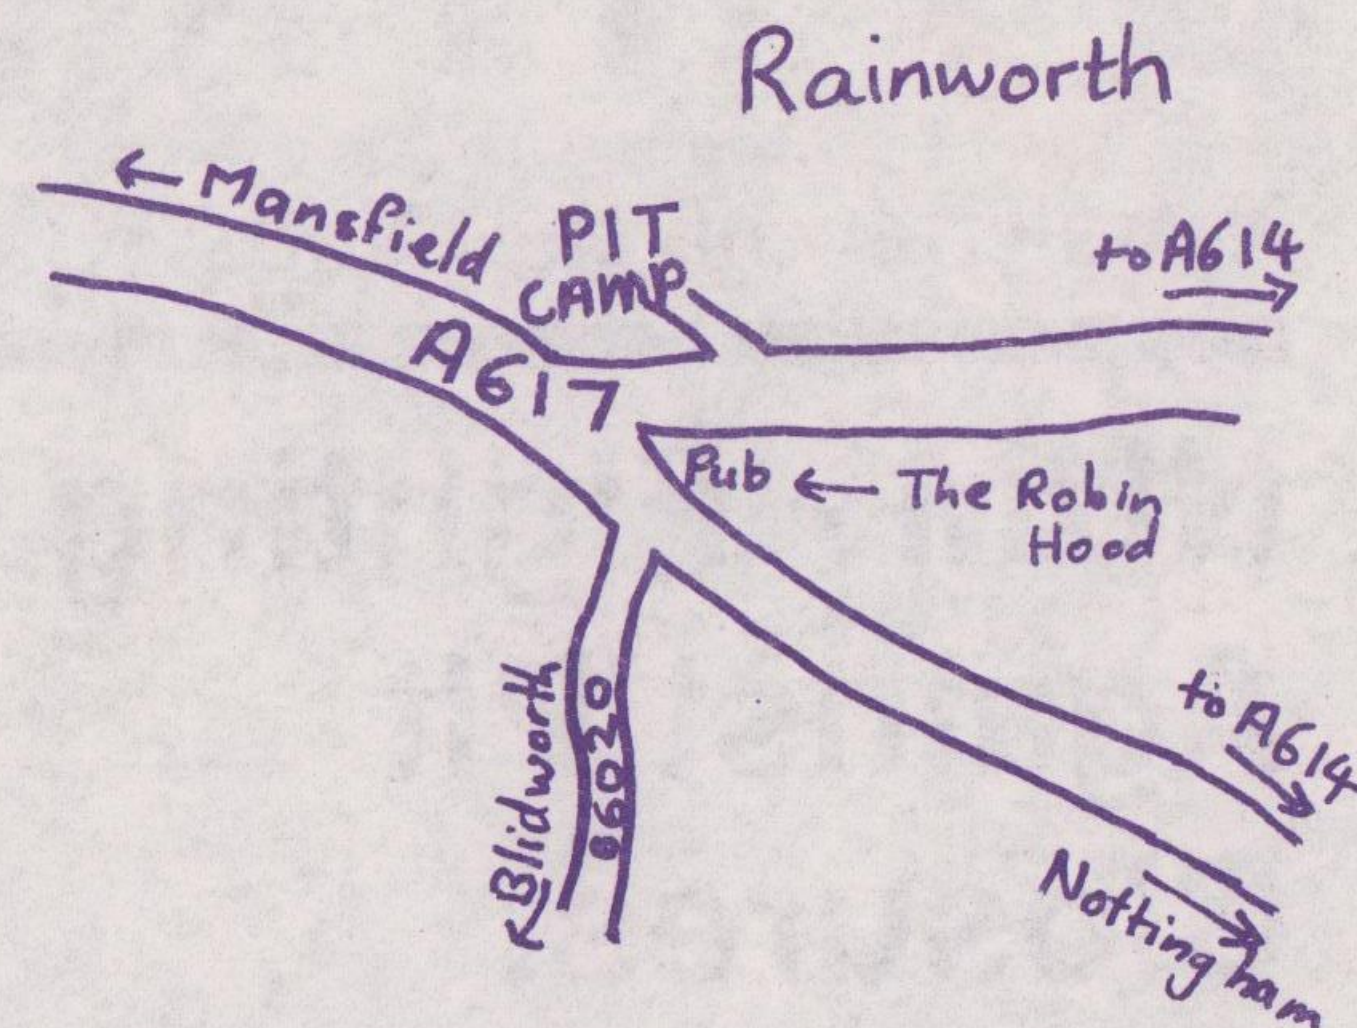 Rainworth
← Mansfield
PIT
CAMP
to A614
→
A617
Pub ← The Robin
Hood
to A614
→
Blidworth
←
B6020
Nottingham
→